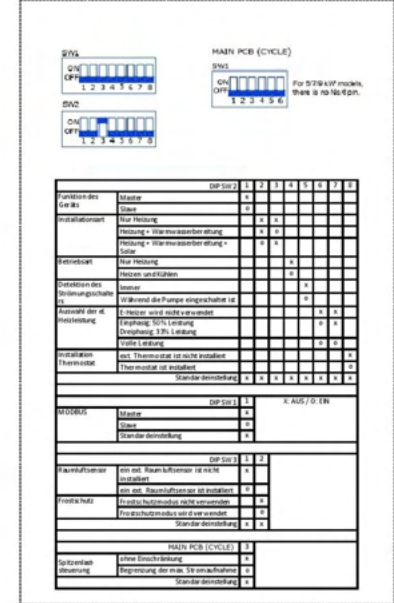 SW1
MAIN PCB (CYCLE)
SW3
ON
OFF
1 2 3 4 5 6 7 8
ON
OFF
1 2 3 4 5 6
For 5/7/9 kW models,
there is no No.6 pin.
SW2
ON
OFF
1 2 3 4 5 6 7 8
DIP SW 2 1 2 3 4 5 6 7 8
Funktion des Geräts Master x
Slave o
Installationsart Nur Heizung x x
Heizung + Warmwasserbereitung x o
Heizung + Warmwasserbereitung + Solar o x
Betriebsart Nur Heizung x
Heizen und Kühlen o
Detektion des Strömungsschalters Immer x
Während die Pumpe eingeschaltet ist o
Auswahl der el. Heizleistung E-Heizer wird nicht verwendet x x
Einphasig: 50% Leistung o x
Dreiphasig: 33% Leistung
Volle Leistung o o
Installation Thermostat ext. Thermostat ist nicht installiert x
Thermostat ist installiert o
Standardeinstellung x x x x x x x x
DIP SW 1 1 X: AUS / O: EIN
MODBUS Master x
Slave o
Standardeinstellung x
DIP SW 3 1 2
Raumluftsensor ein ext. Raumluftsensor ist nicht installiert x
ein ext. Raumluftsensor ist installiert o
Frostschutz Frostschutzmodus nicht verwenden x
Frostschutzmodus wird verwendet o
Standardeinstellung x x
MAIN PCB (CYCLE) 3
Spitzenlast-steuerung ohne Einschränkung x
Begrenzung der max. Stromaufnahme o
Standardeinstellung x